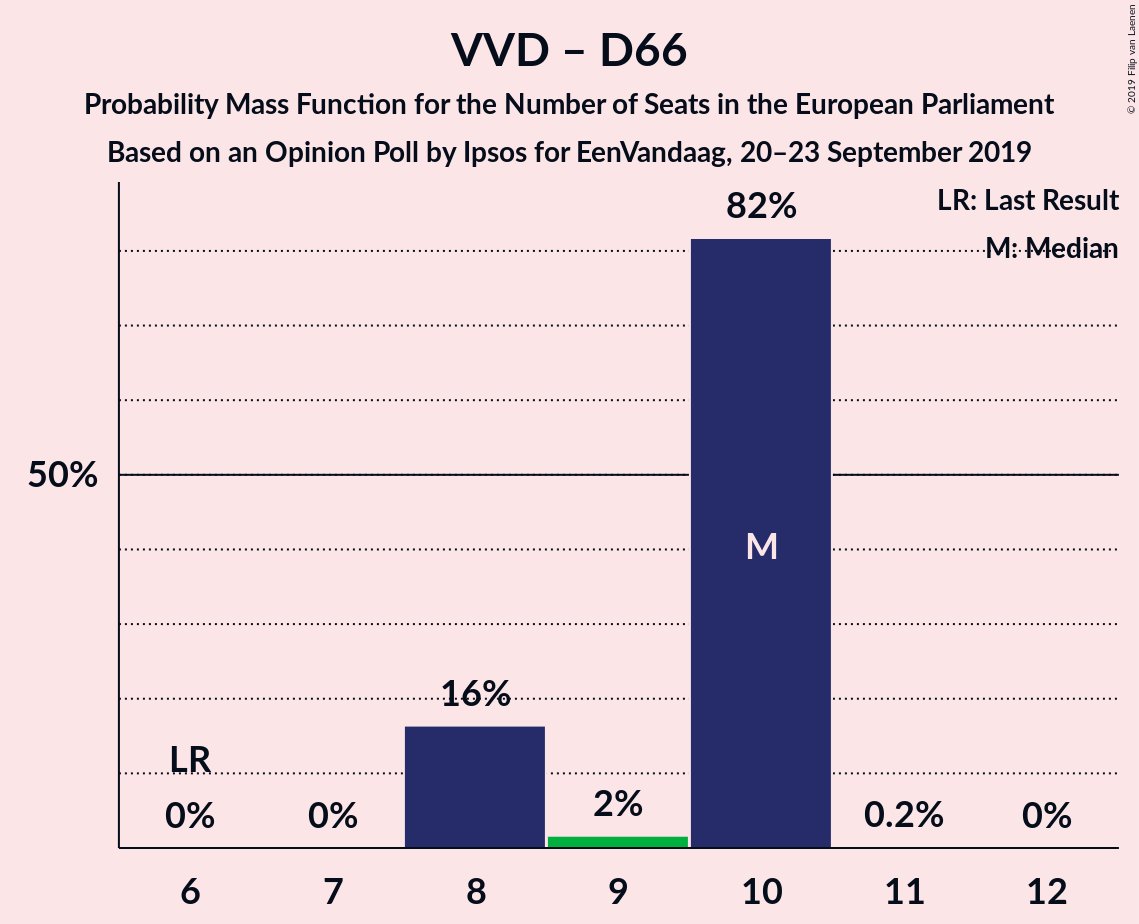 VVD – D66
Probability Mass Function for the Number of Seats in the European Parliament
Based on an Opinion Poll by Ipsos for EenVandaag, 20–23 September 2019
© 2019 Filip van Laenen
LR: Last Result
M: Median
82%
50%
M
16%
LR
0%
0%
2%
0.2%
0%
6
7
8
9
10
11
12